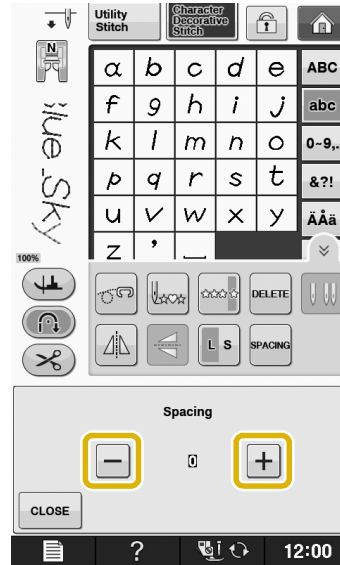 Utility Stitch
Character Decorative Stitch
N
a b c d e ABC
f g h i j abc
k l m n o 0~9,.
p q r s t &?!
u v w x y ÄÅä
z ’ _
Blue Sky
100%
DELETE
L S SPACING
Spacing
− 0 +
CLOSE
? 12:00